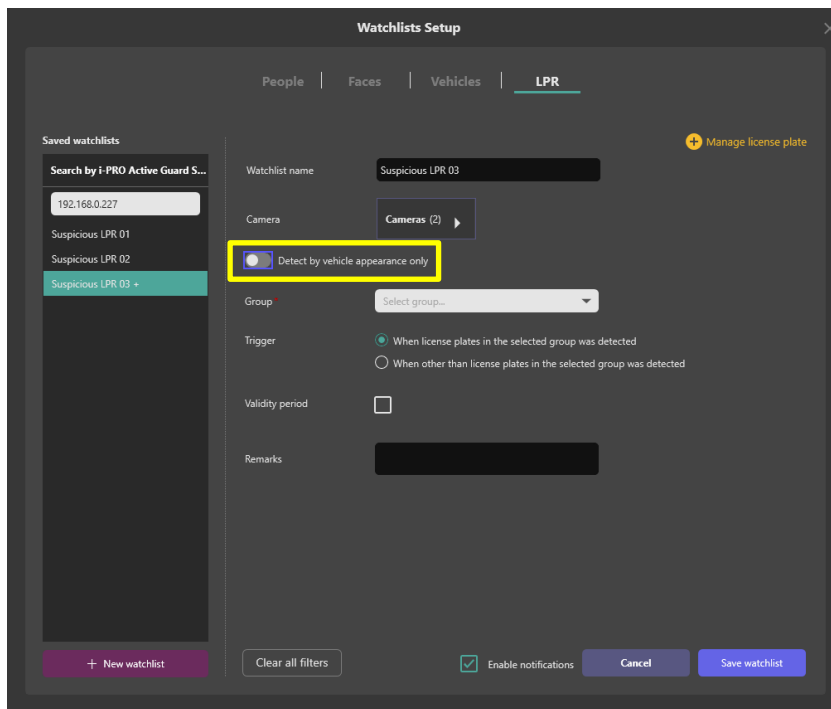 Watchlists Setup
People
Faces
Vehicles
LPR
Saved watchlists
Manage license plate
Search by i-PRO Active Guard S...
192.168.0.227
Suspicious LPR 01
Suspicious LPR 02
Suspicious LPR 03 +
Watchlist name
Suspicious LPR 03
Camera
Cameras (2)
Detect by vehicle appearance only
Group*
Select group...
Trigger
When license plates in the selected group was detected
When other than license plates in the selected group was detected
Validity period
Remarks
+ New watchlist
Clear all filters
Enable notifications
Cancel
Save watchlist